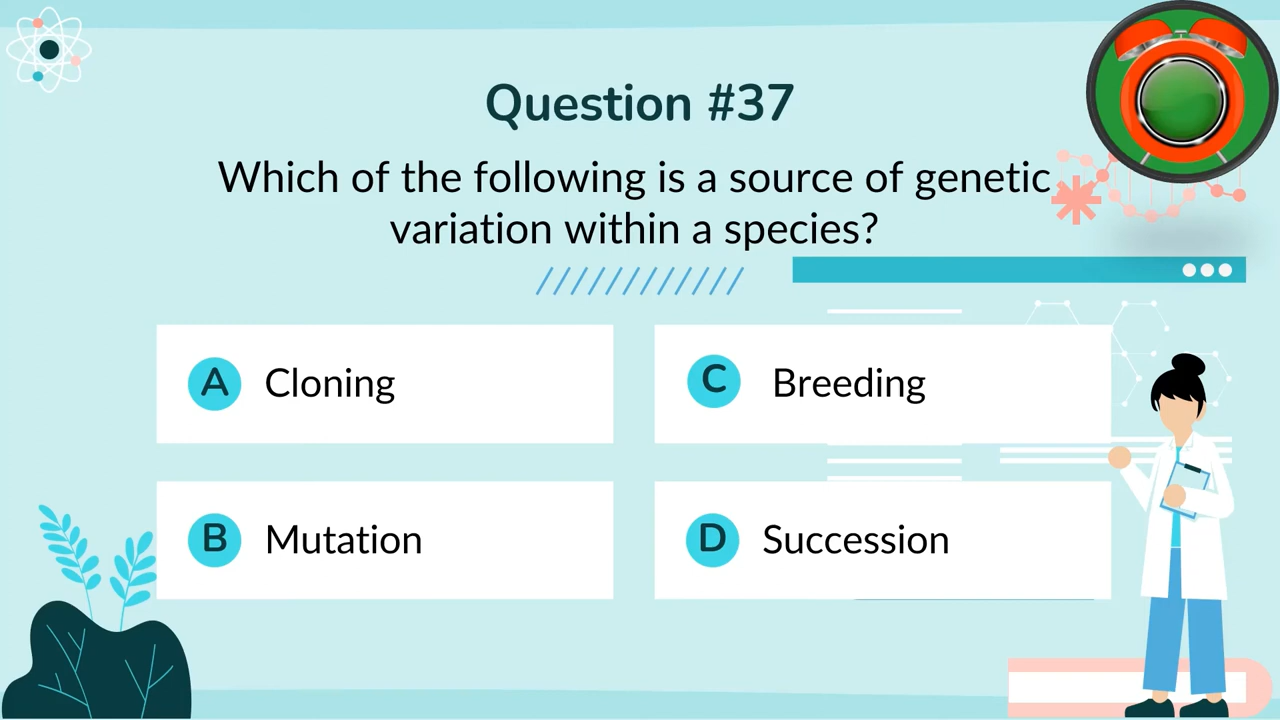 Question #37
Which of the following is a source of genetic
variation within a species?
A Cloning
C Breeding
B Mutation
D Succession